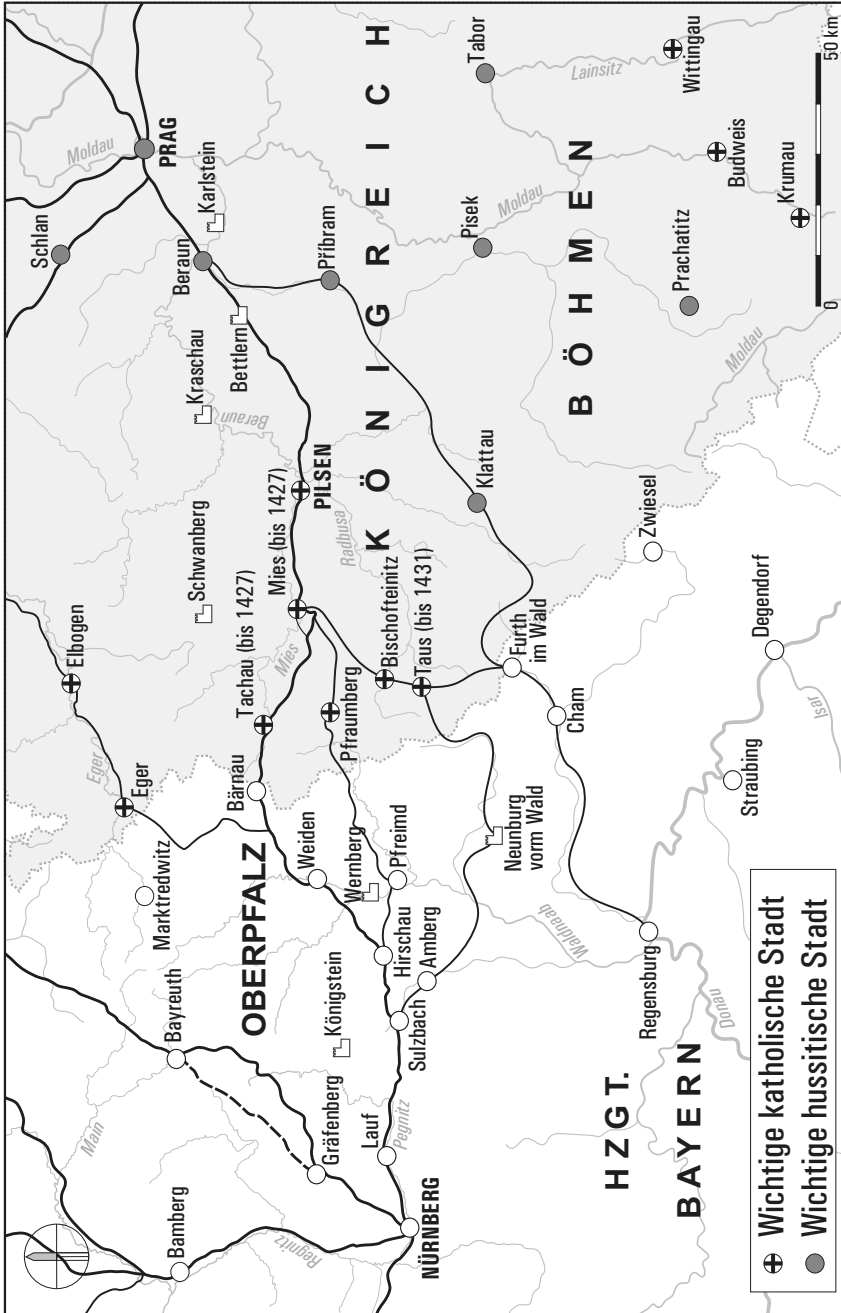 Main
Bamberg
Regnitz
Bayreuth
Gräfenberg
NÜRNBERG
Lauf
Pegnitz
Königstein
Sulzbach
Amberg
Hirschau
OBERPFALZ
Marktredwitz
Weiden
Wernberg
Pfreimd
Bärnau
Eger
Eger
Elbogen
Tachau (bis 1427)
Mies
Pfraumberg
Mies (bis 1427)
Bischofteinitz
Taus (bis 1431)
Neunburg
vorm Wald
Waldnaab
Furth
im Wald
Cham
Regensburg
Donau
Straubing
Isar
Degendorf
Zwiesel
HZGT.
BAYERN
Schwanberg
PILSEN
Radbusa
Beraun
Kraschau
Bettlern
Beraun
Karlstein
Schlan
Moldau
PRAG
Příbram
Klattau
KÖNIGREICH
BÖHMEN
Pisek
Moldau
Tabor
Lainsitz
Wittingau
Budweis
Krumau
Prachatitz
Moldau
0
50 km
Wichtige katholische Stadt
Wichtige hussitische Stadt